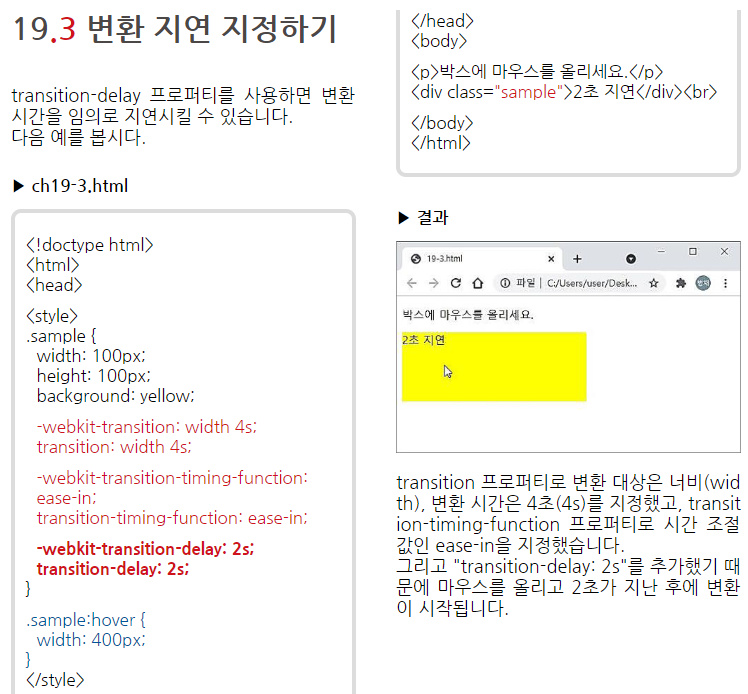 19.3 변환 지연 지정하기
transition-delay 프로퍼티를 사용하면 변환
시간을 임의로 지연시킬 수 있습니다.
다음 예를 봅시다.
▶ ch19-3.html
<!doctype html>
<html>
<head>
<style>
.sample {
width: 100px;
height: 100px;
background: yellow;
-webkit-transition: width 4s;
transition: width 4s;
-webkit-transition-timing-function:
ease-in;
transition-timing-function: ease-in;
-webkit-transition-delay: 2s;
transition-delay: 2s;
}
.sample:hover {
width: 400px;
}
</style>
</head>
<body>
<p>박스에 마우스를 올리세요.</p>
<div class="sample">2초 지연</div><br>
</body>
</html>
▶ 결과
19-3.html
파일 | C:/Users/user/Desk...
박스에 마우스를 올리세요.
2초 지연
transition 프로퍼티로 변환 대상은 너비(wid
th), 변환 시간은 4초(4s)를 지정했고, transit
ion-timing-function 프로퍼티로 시간 조절
값인 ease-in을 지정했습니다.
그리고 "transition-delay: 2s"를 추가했기 때
문에 마우스를 올리고 2초가 지난 후에 변환
이 시작됩니다.